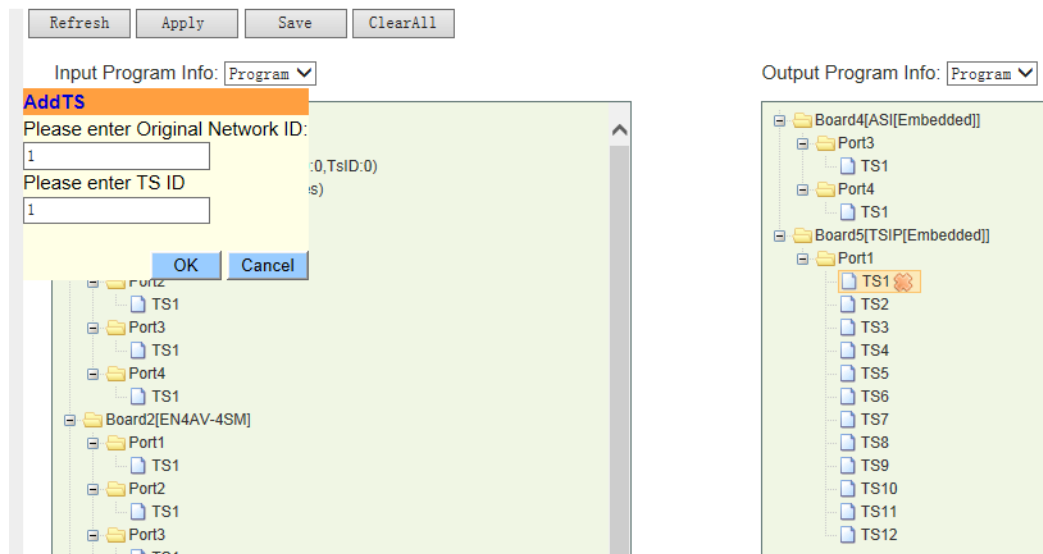 Refresh Apply Save ClearAll
Input Program Info: Program
AddTS
Please enter Original Network ID:
1
:0,TsID:0)
Please enter TS ID
1
OK Cancel
Port2
TS1
Port3
TS1
Port4
TS1
Board2[EN4AV-4SM]
Port1
TS1
Port2
TS1
Port3
TS1
Output Program Info: Program
Board4[ASI[Embedded]]
Port3
TS1
Port4
TS1
Board5[TSIP[Embedded]]
Port1
TS1
TS2
TS3
TS4
TS5
TS6
TS7
TS8
TS9
TS10
TS11
TS12